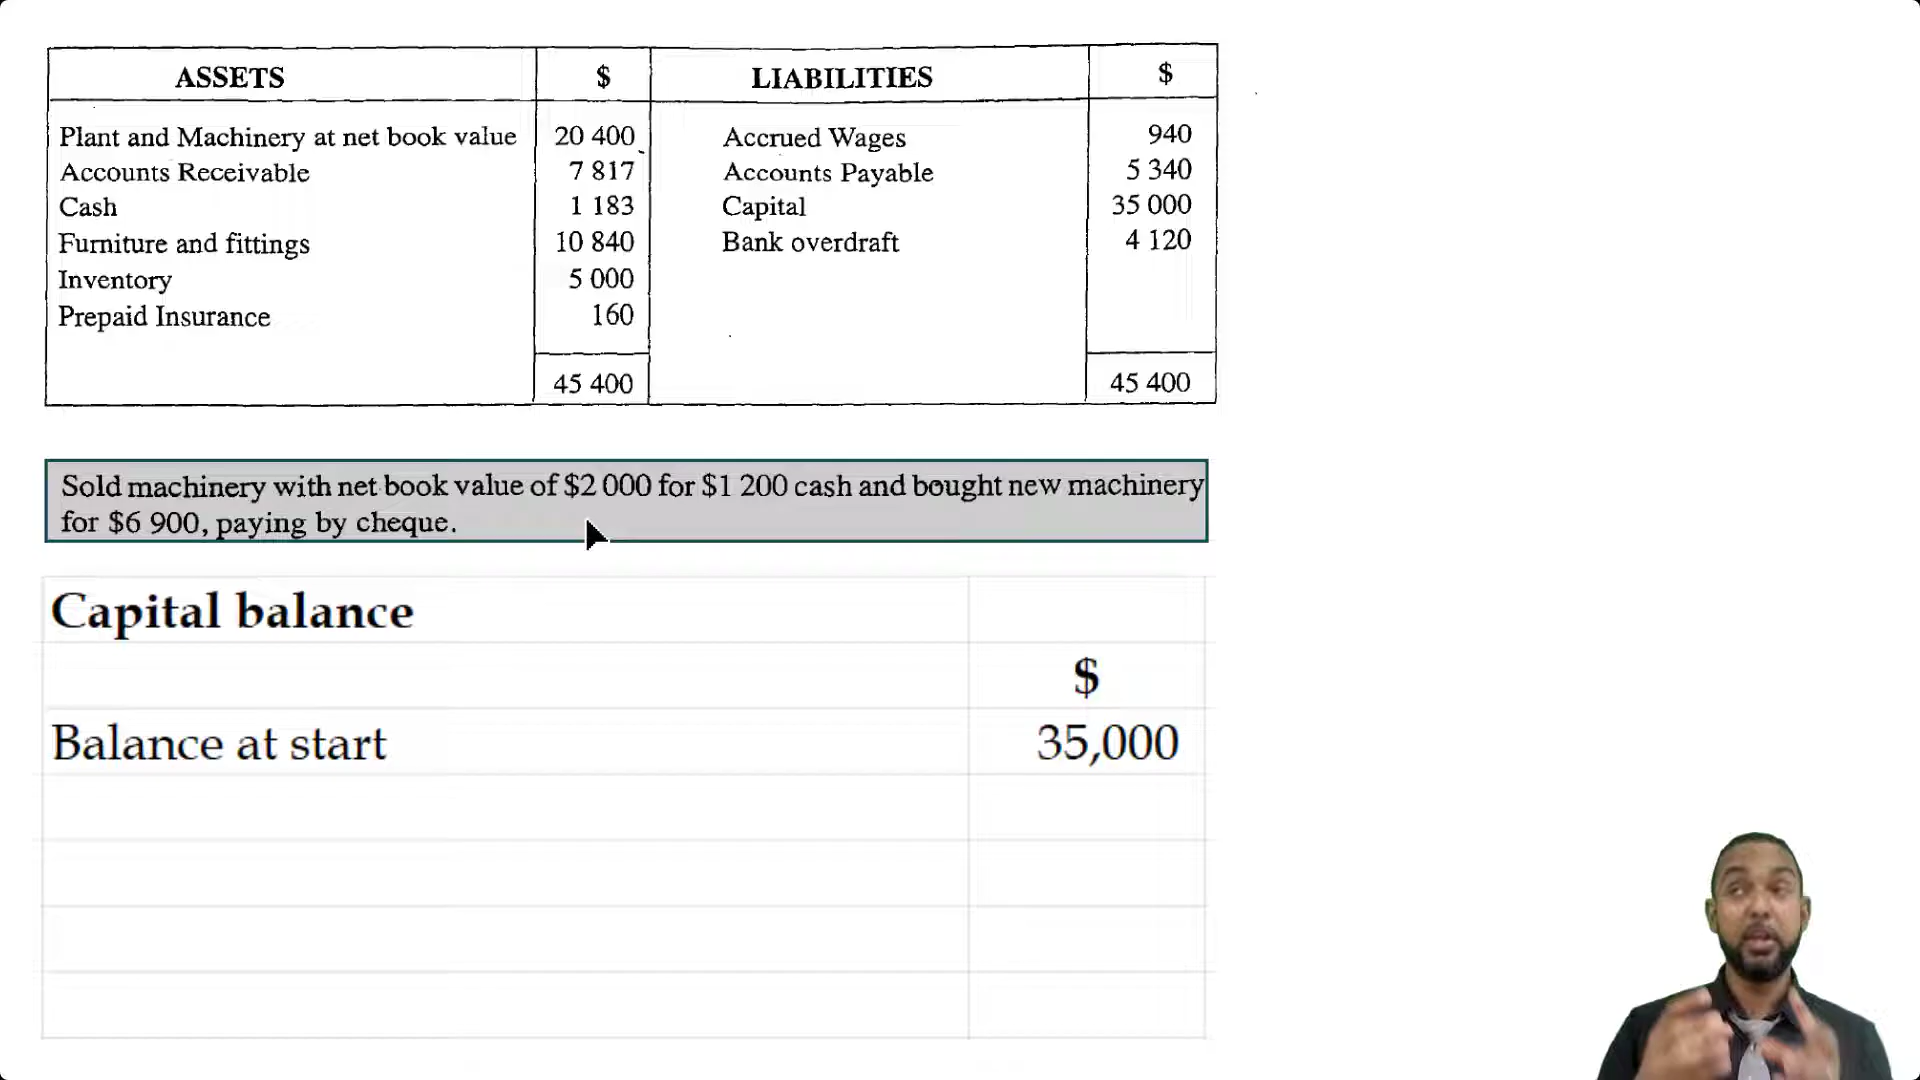 ASSETS $ LIABILITIES $
Plant and Machinery at net book value 20 400 Accrued Wages 940
Accounts Receivable 7 817 Accounts Payable 5 340
Cash 1 183 Capital 35 000
Furniture and fittings 10 840 Bank overdraft 4 120
Inventory 5 000
Prepaid Insurance 160
45 400 45 400
Sold machinery with net book value of $2 000 for $1 200 cash and bought new machinery
for $6 900, paying by cheque.
Capital balance
$
Balance at start 35,000